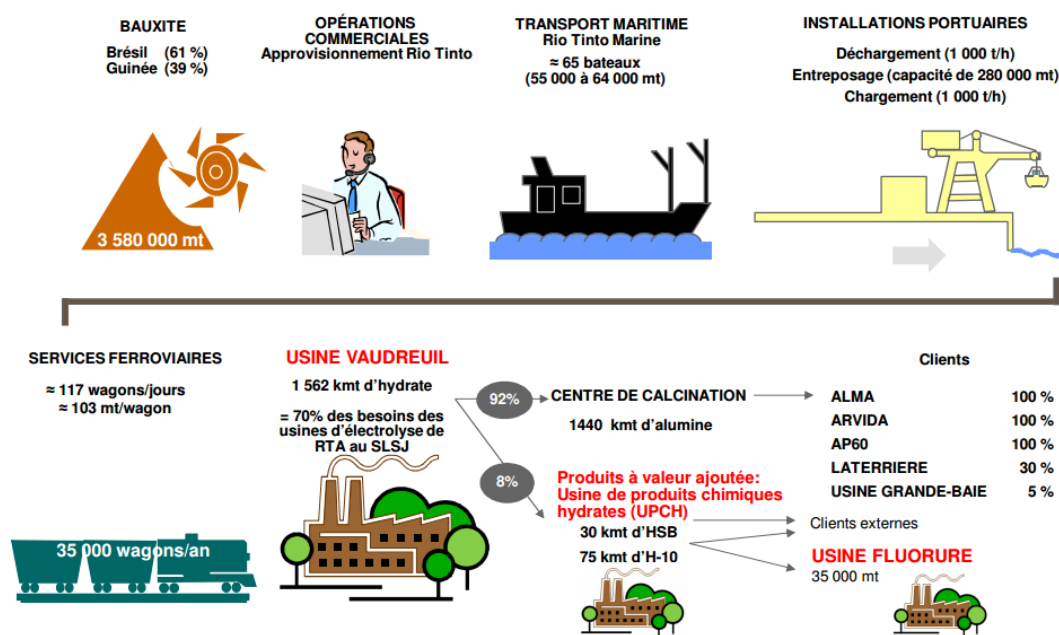 BAUXITE
Brésil (61 %)
Guinée (39 %)
3 580 000 mt
OPÉRATIONS
COMMERCIALES
Approvisionnement Rio Tinto
TRANSPORT MARITIME
Rio Tinto Marine
≈ 65 bateaux
(55 000 à 64 000 mt)
INSTALLATIONS PORTUAIRES
Déchargement (1 000 t/h)
Entreposage (capacité de 280 000 mt)
Chargement (1 000 t/h)
SERVICES FERROVIAIRES
≈ 117 wagons/jours
≈ 103 mt/wagon
35 000 wagons/an
USINE VAUDREUIL
1 562 kmt d'hydrate
= 70% des besoins des
usines d'électrolyse de
RTA au SLSJ
92%
8%
CENTRE DE CALCINATION
1440 kmt d'alumine
Produits à valeur ajoutée:
Usine de produits chimiques
hydrates (UPCH)
30 kmt d'HSB
75 kmt d'H-10
Clients
ALMA 100 %
ARVIDA 100 %
AP60 100 %
LATERRIERE 30 %
USINE GRANDE-BAIE 5 %
Clients externes
USINE FLUORURE
35 000 mt